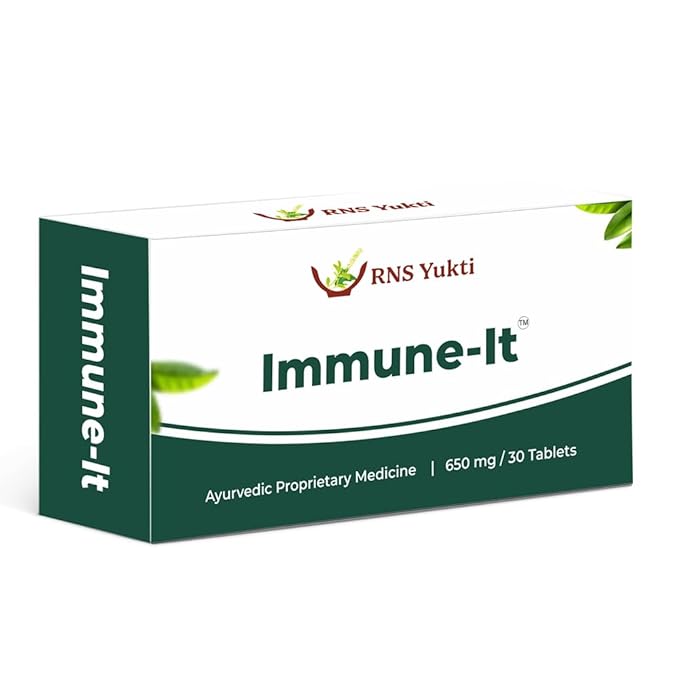 RNS Yukti
RNS Yukti
Immune-It™
Ayurvedic Proprietary Medicine | 650 mg / 30 Tablets
Immune-It